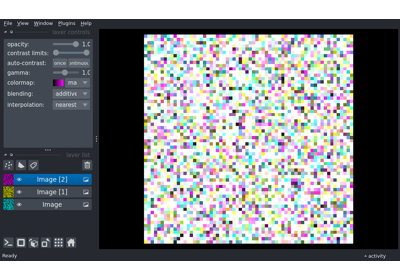 File View Window Plugins Help
layer controls
opacity: 1.0
contrast limits:
auto-contrast: once
gamma: 1.0
colormap: ma
blending: additive
interpolation: nearest
layer list
Image [2]
Image [1]
Image
Ready activity